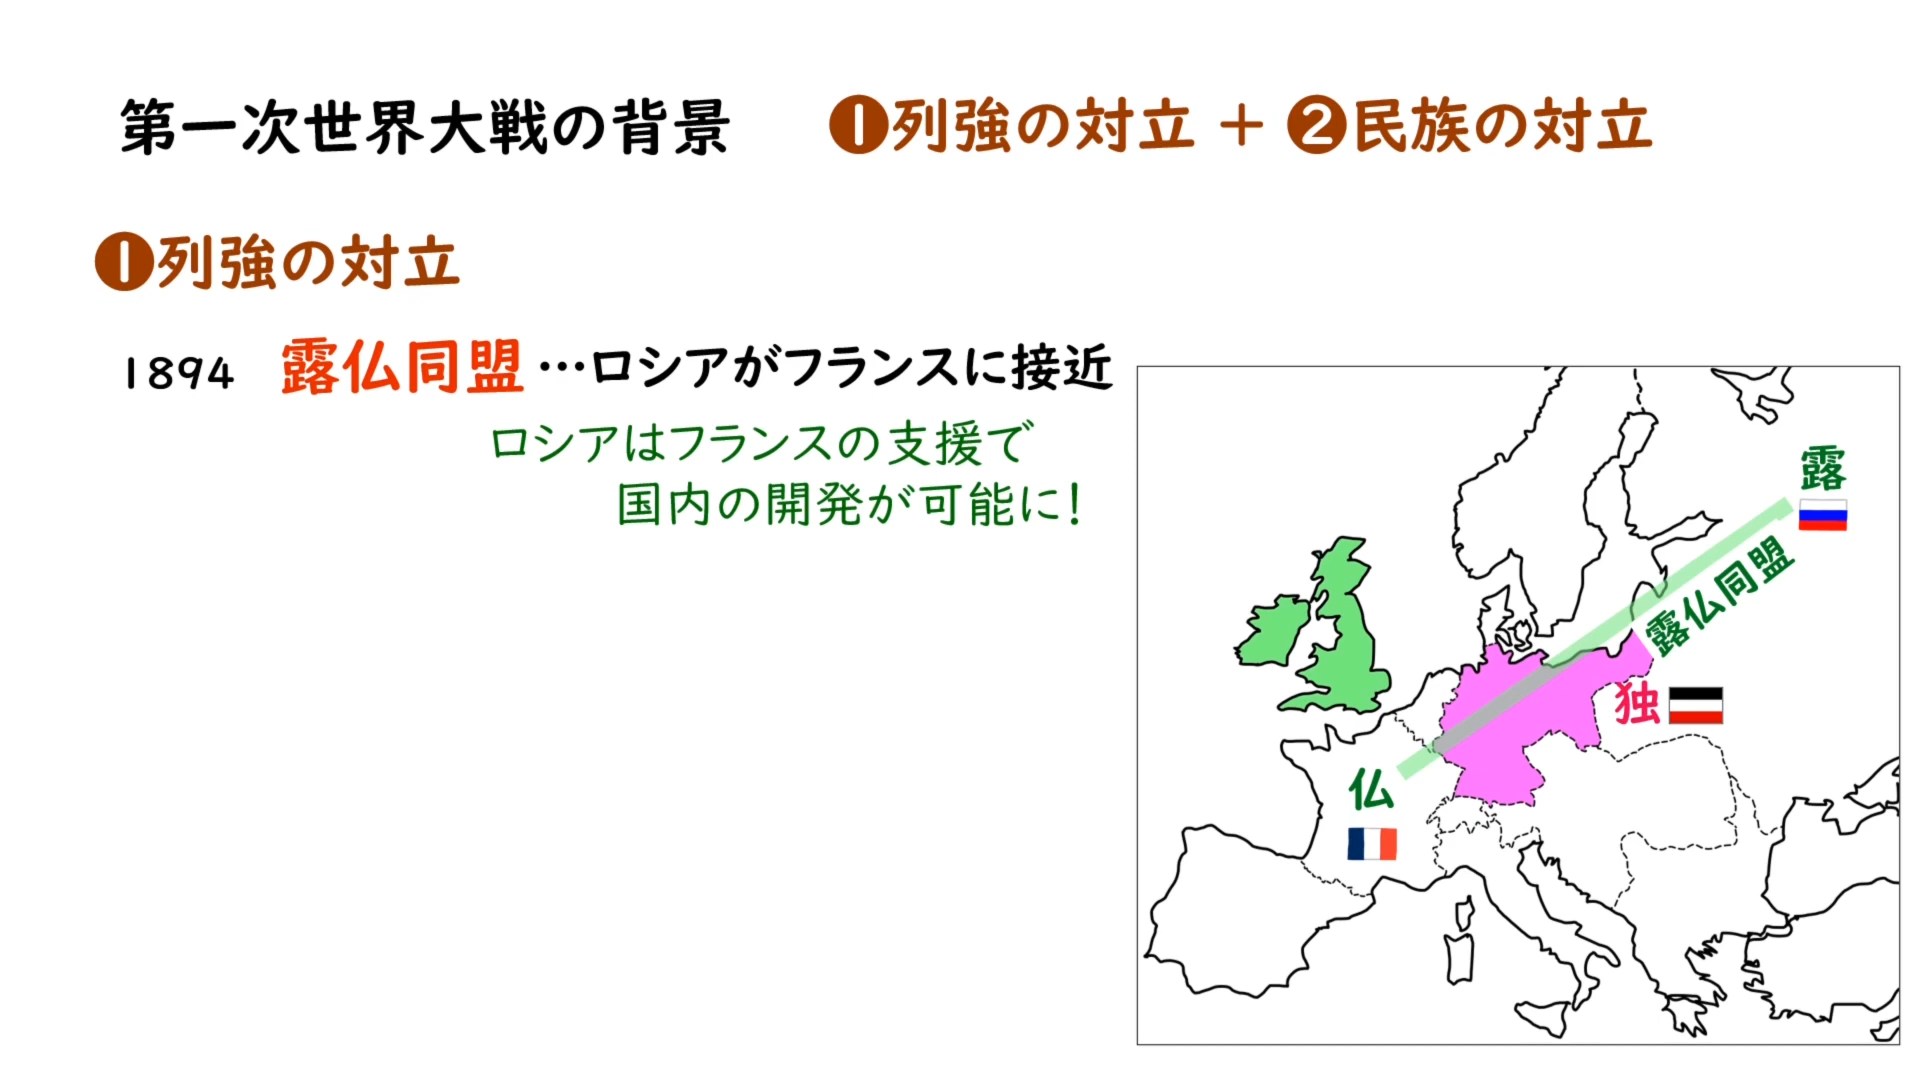 第一次世界大戦の背景 ❶列強の対立 + ❷民族の対立
❶列強の対立
1894 露仏同盟 …ロシアがフランスに接近
ロシアはフランスの支援で
国内の開発が可能に!
露
露仏同盟
独
仏